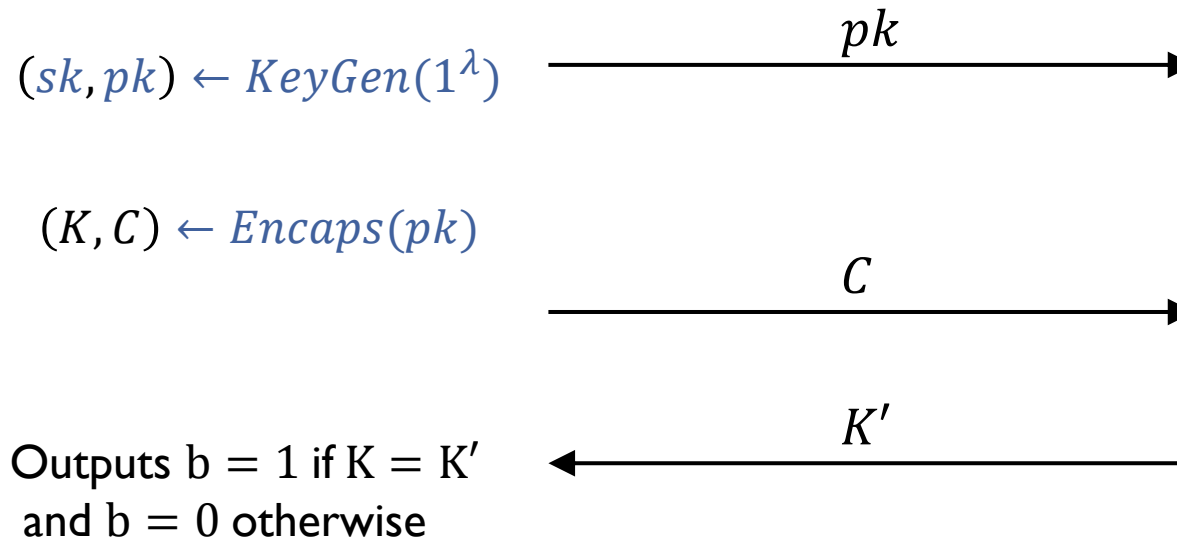 pk
(sk, pk) ← KeyGen(1^λ)
(K, C) ← Encaps(pk)
C
K′
Outputs b = 1 if K = K′
and b = 0 otherwise